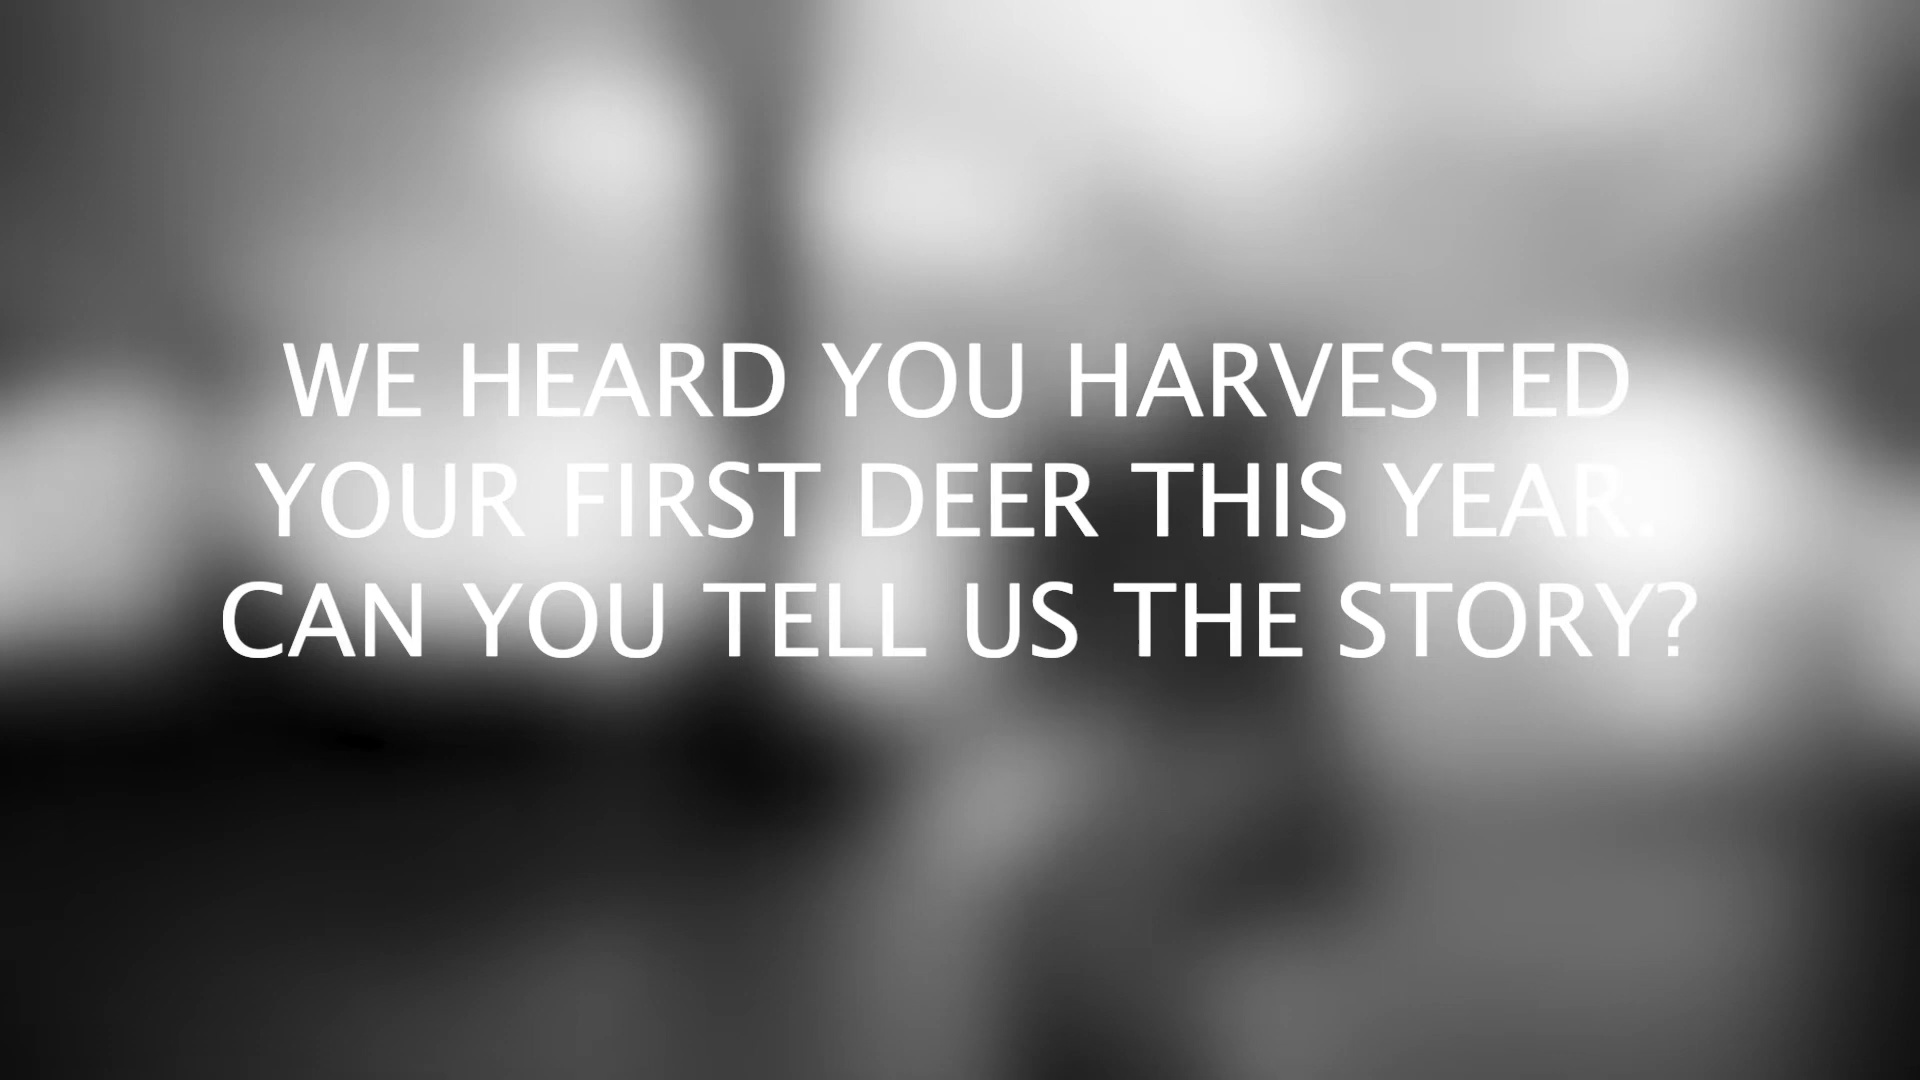 WE HEARD YOU HARVESTED
YOUR FIRST DEER THIS YEAR.
CAN YOU TELL US THE STORY?